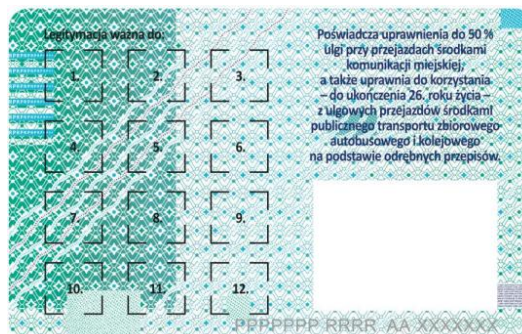 Legitymacja ważna do:
1. 2. 3.
4. 5. 6.
7. 8. 9.
10. 11. 12.
Poświadcza uprawnienia do 50 %
ulgi przy przejazdach środkami
komunikacji miejskiej,
a także uprawnia do korzystania
– do ukończenia 26. roku życia –
z ulgowych przejazdów środkami
publicznego transportu zbiorowego
autobusowego i kolejowego
na podstawie odrębnych przepisów.
PPPPPPP RRRR AA XXXXXXX